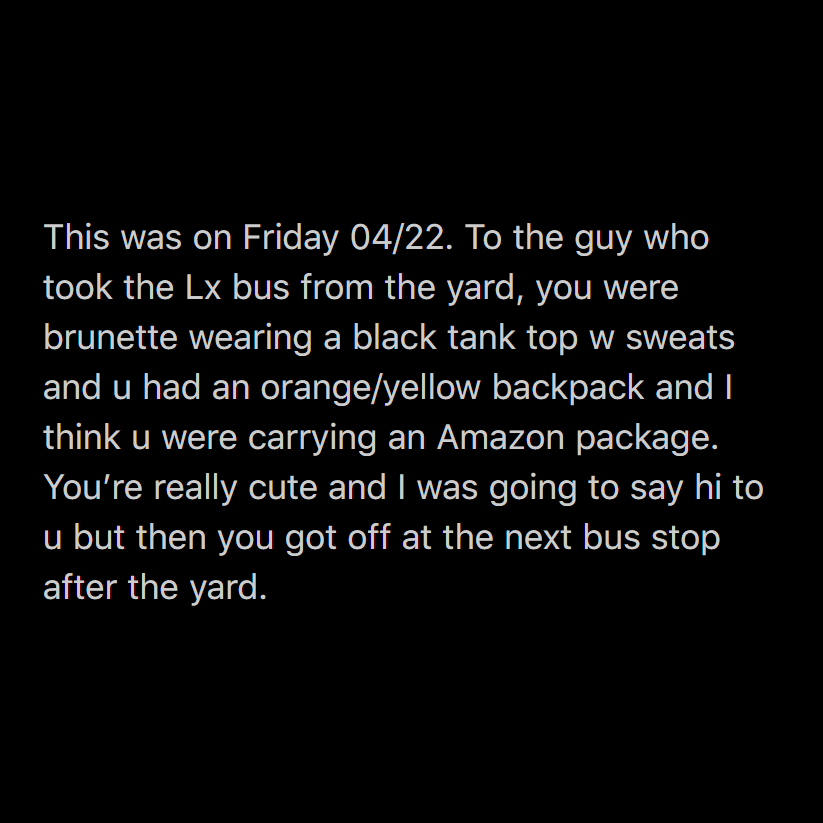 This was on Friday 04/22. To the guy who
took the Lx bus from the yard, you were
brunette wearing a black tank top w sweats
and u had an orange/yellow backpack and I
think u were carrying an Amazon package.
You’re really cute and I was going to say hi to
u but then you got off at the next bus stop
after the yard.